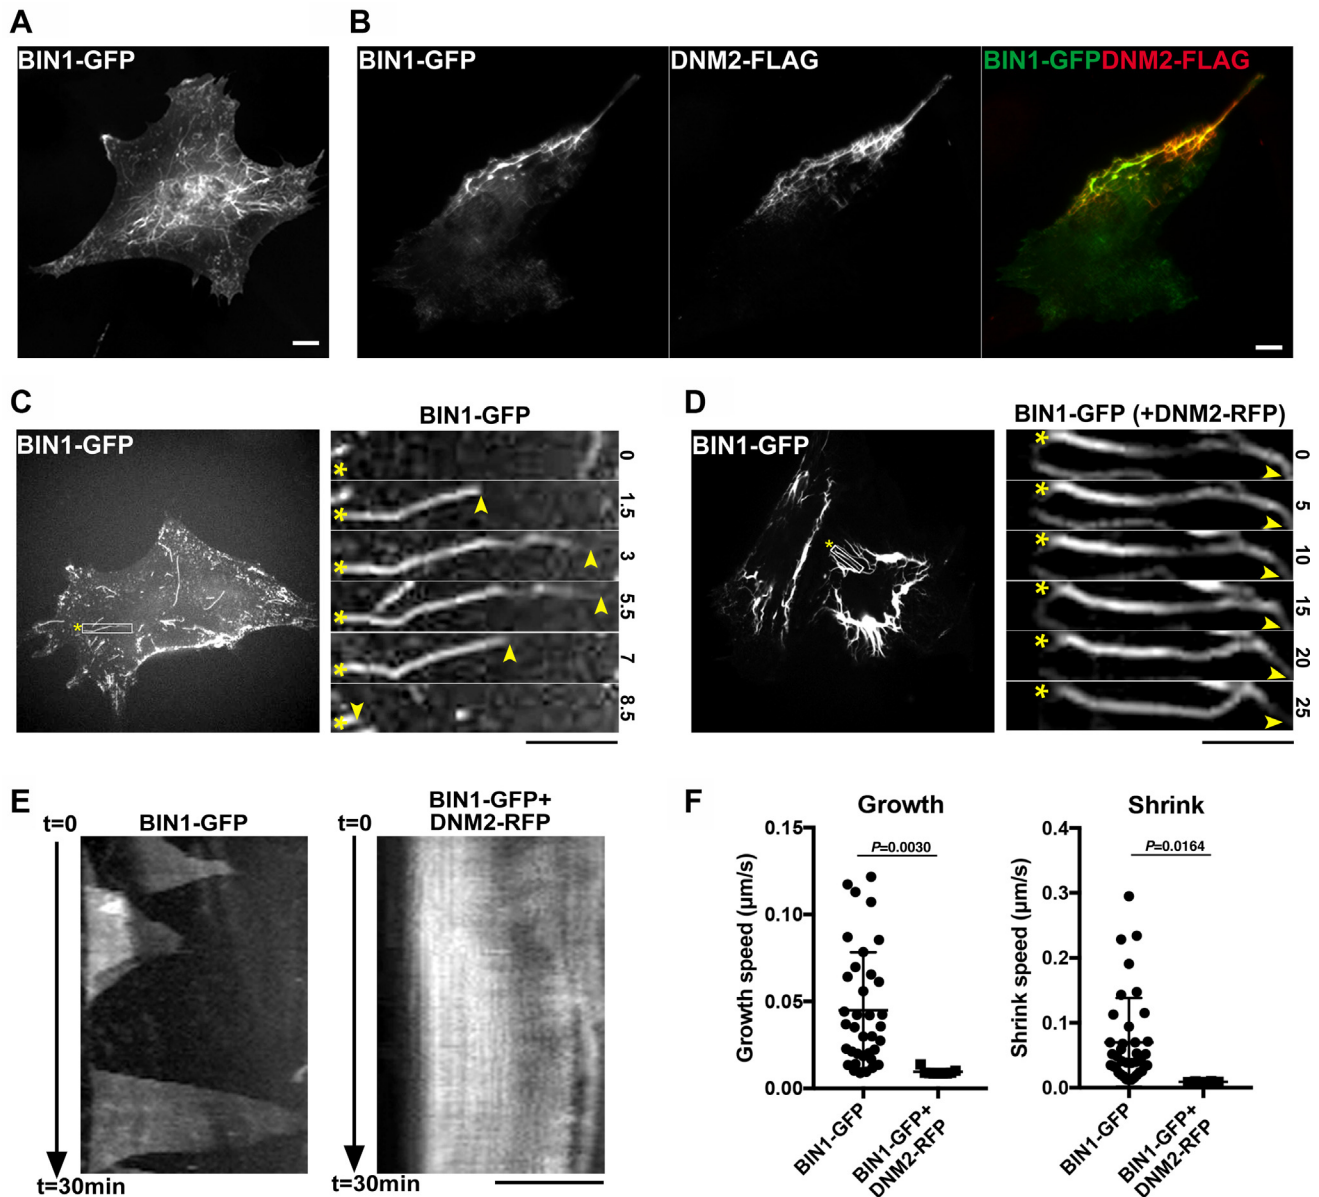 A
BIN1-GFP
B
BIN1-GFP
DNM2-FLAG
BIN1-GFPDNM2-FLAG
C
BIN1-GFP
BIN1-GFP
*
*
0
*
1.5
*
3
*
5.5
*
7
*
8.5
D
BIN1-GFP (+DNM2-RFP)
BIN1-GFP
*
*
0
*
5
*
10
*
15
*
20
*
25
E
t=0
BIN1-GFP
t=30min
t=0
BIN1-GFP+
DNM2-RFP
t=30min
F
Growth
P=0.0030
Growth speed (µm/s)
0.15
0.10
0.05
0.00
BIN1-GFP
BIN1-GFP+
DNM2-RFP
Shrink
P=0.0164
Shrink speed (µm/s)
0.4
0.3
0.2
0.1
0.0
BIN1-GFP
BIN1-GFP+
DNM2-RFP